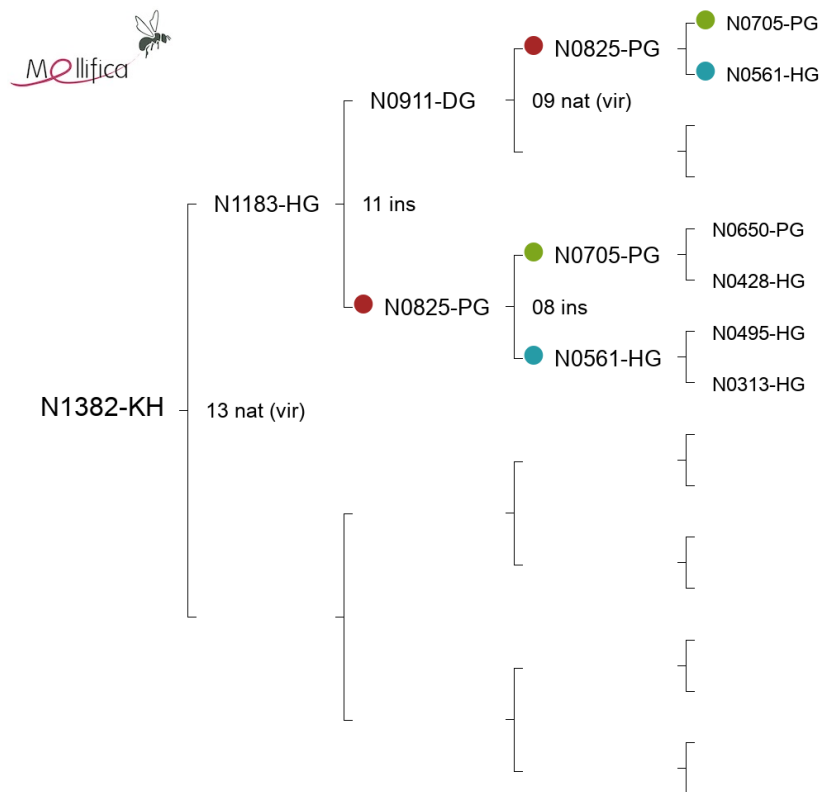 Mellifica
N0705-PG
N0825-PG
N0561-HG
N0911-DG
09 nat (vir)
N1183-HG
11 ins
N0650-PG
N0705-PG
N0428-HG
N0825-PG
08 ins
N0495-HG
N0561-HG
N0313-HG
N1382-KH
13 nat (vir)